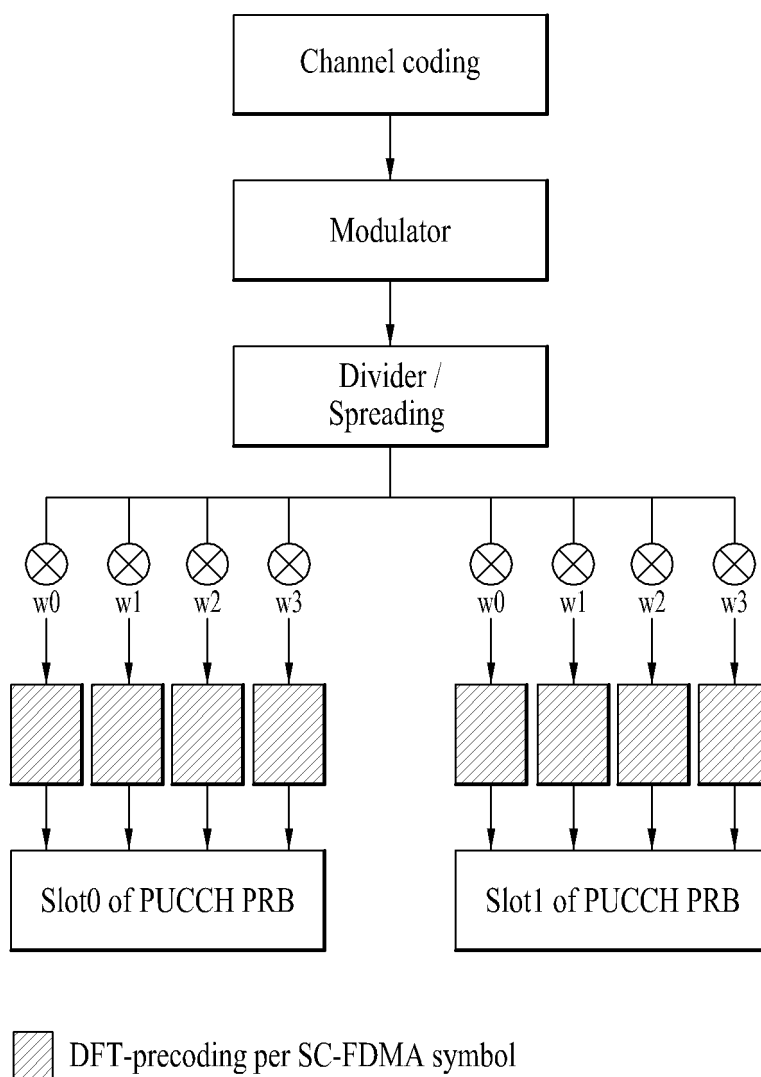 Channel coding
Modulator
Divider /
Spreading
w0 w1 w2 w3 w0 w1 w2 w3
Slot0 of PUCCH PRB Slot1 of PUCCH PRB
DFT-precoding per SC-FDMA symbol